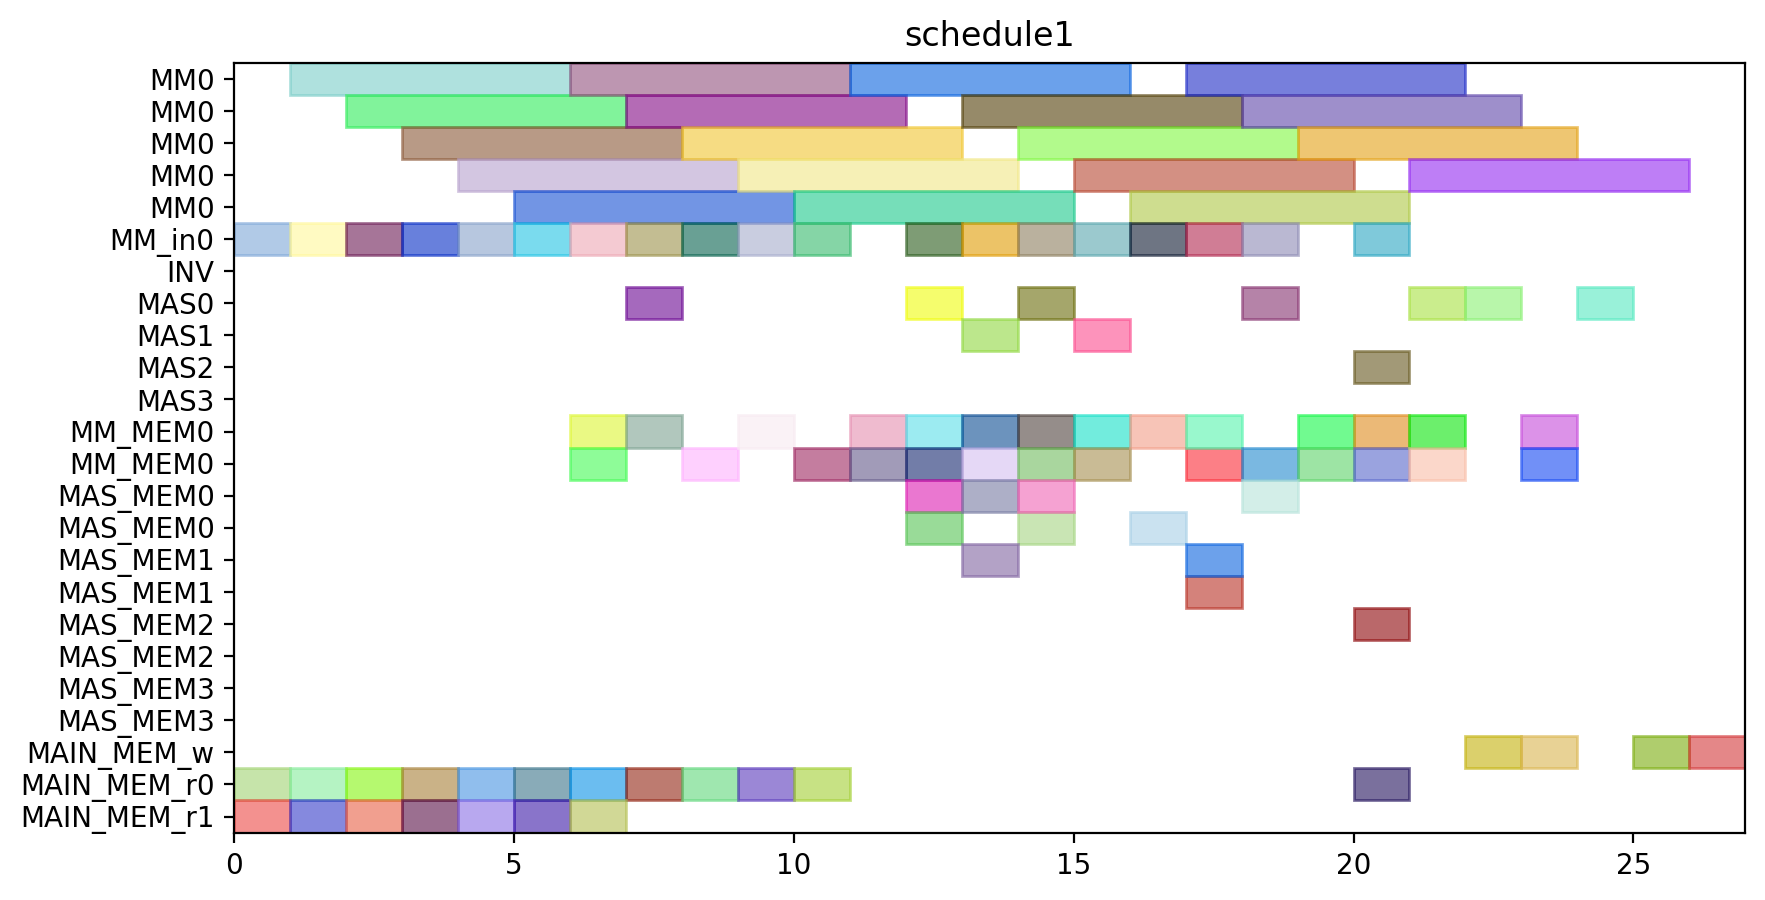 schedule1
MM0
MM0
MM0
MM0
MM0
MM_in0
INV
MAS0
MAS1
MAS2
MAS3
MM_MEM0
MM_MEM0
MAS_MEM0
MAS_MEM0
MAS_MEM1
MAS_MEM1
MAS_MEM2
MAS_MEM2
MAS_MEM3
MAS_MEM3
MAIN_MEM_w
MAIN_MEM_r0
MAIN_MEM_r1
0 5 10 15 20 25